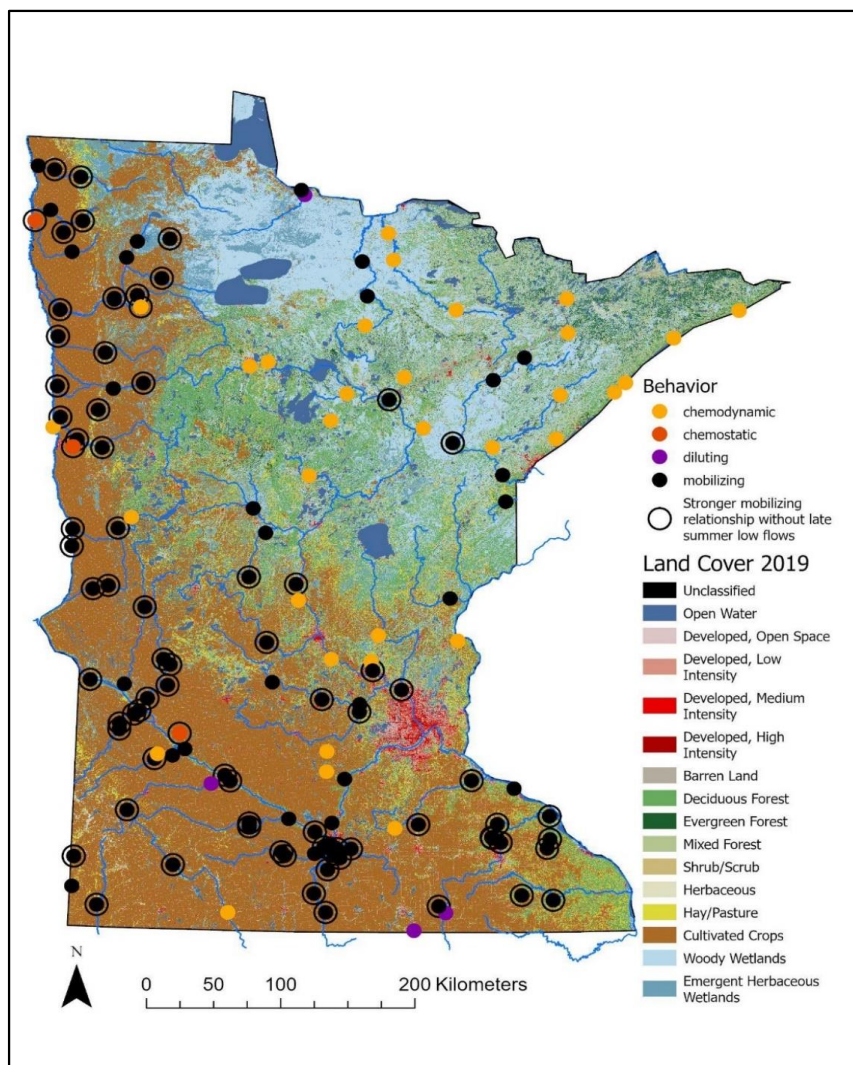 Behavior
chemodynamic
chemostatic
diluting
mobilizing
Stronger mobilizing
relationship without late
summer low flows
Land Cover 2019
Unclassified
Open Water
Developed, Open Space
Developed, Low
Intensity
Developed, Medium
Intensity
Developed, High
Intensity
Barren Land
Deciduous Forest
Evergreen Forest
Mixed Forest
Shrub/Scrub
Herbaceous
Hay/Pasture
Cultivated Crops
Woody Wetlands
Emergent Herbaceous
Wetlands
N
0 50 100 200 Kilometers